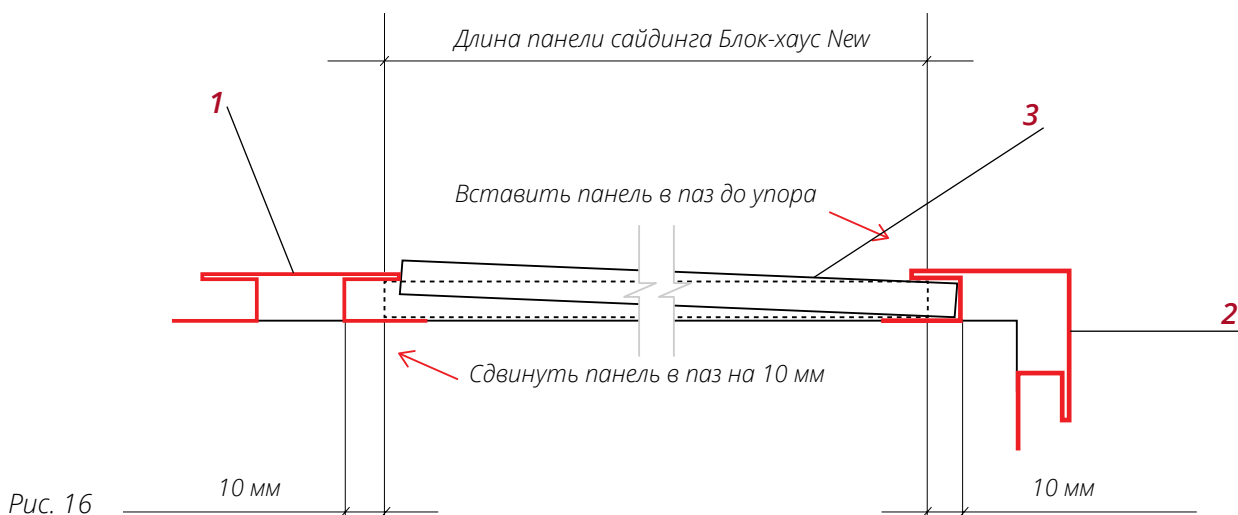 Длина панели сайдинга Блок-хаус New
1
3
Вставить панель в паз до упора
2
Сдвинуть панель в паз на 10 мм
Рис. 16
10 мм
10 мм